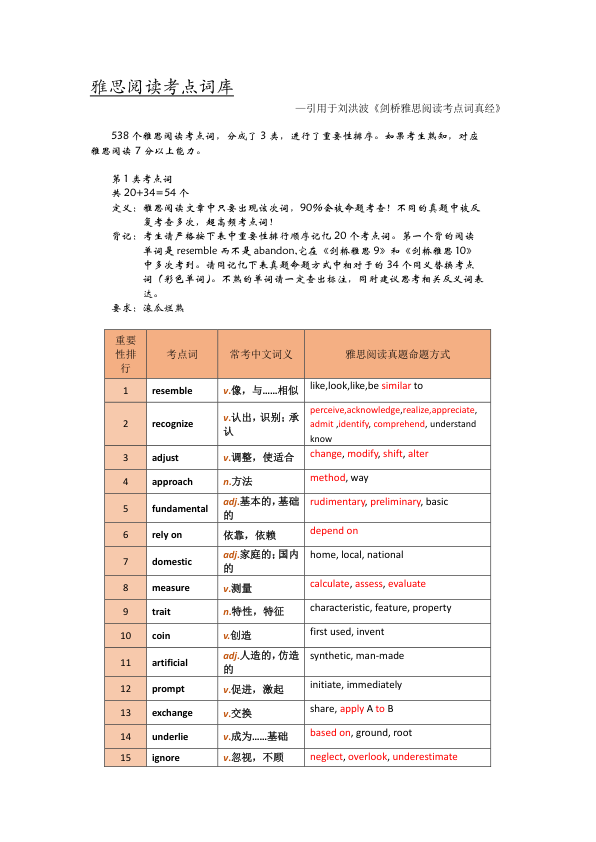 雅思阅读考点词库
—引用于刘洪波《剑桥雅思阅读考点词真经》
538 个雅思阅读考点词，分成了 3 类，进行了重要性排序。如果考生熟知，对应
雅思阅读 7 分以上能力。
第 1 类考点词
共 20+34=54 个
定义：雅思阅读文章中只要出现该次词，90%会被命题考查！不同的真题中被反
复考查多次，超高频考点词！
背记：考生请严格按下表中重要性排行顺序记忆 20 个考点词。第一个背的阅读
单词是 resemble 而不是 abandon,它在《剑桥雅思 9》和《剑桥雅思 10》
中多次考到。请同记忆下表真题命题方式中相对于的 34 个同义替换考点
词（彩色单词）。不熟的单词请一定查出标注，同时建议思考相关反义词表
达。
要求：滚瓜烂熟
重要
性排
行
考点词
常考中文词义
雅思阅读真题命题方式
1 resemble v.像，与……相似 like,look,like,be similar to
2 recognize v.认出，识别；承
认
perceive,acknowledge,realize,appreciate,
admit ,identify, comprehend, understand
know
3 adjust v.调整，使适合 change, modify, shift, alter
4 approach n.方法 method, way
5 fundamental adj.基本的，基础
的
rudimentary, preliminary, basic
6 rely on 依靠，依赖 depend on
7 domestic adj.家庭的；国内
的
home, local, national
8 measure v.测量 calculate, assess, evaluate
9 trait n.特性，特征 characteristic, feature, property
10 coin v.创造 first used, invent
11 artificial adj.人造的，仿造
的
synthetic, man-made
12 prompt v.促进，激起 initiate, immediately
13 exchange v.交换 share, apply A to B
14 underlie v.成为……基础 based on, ground, root
15 ignore v.忽视，不顾 neglect, overlook, underestimate